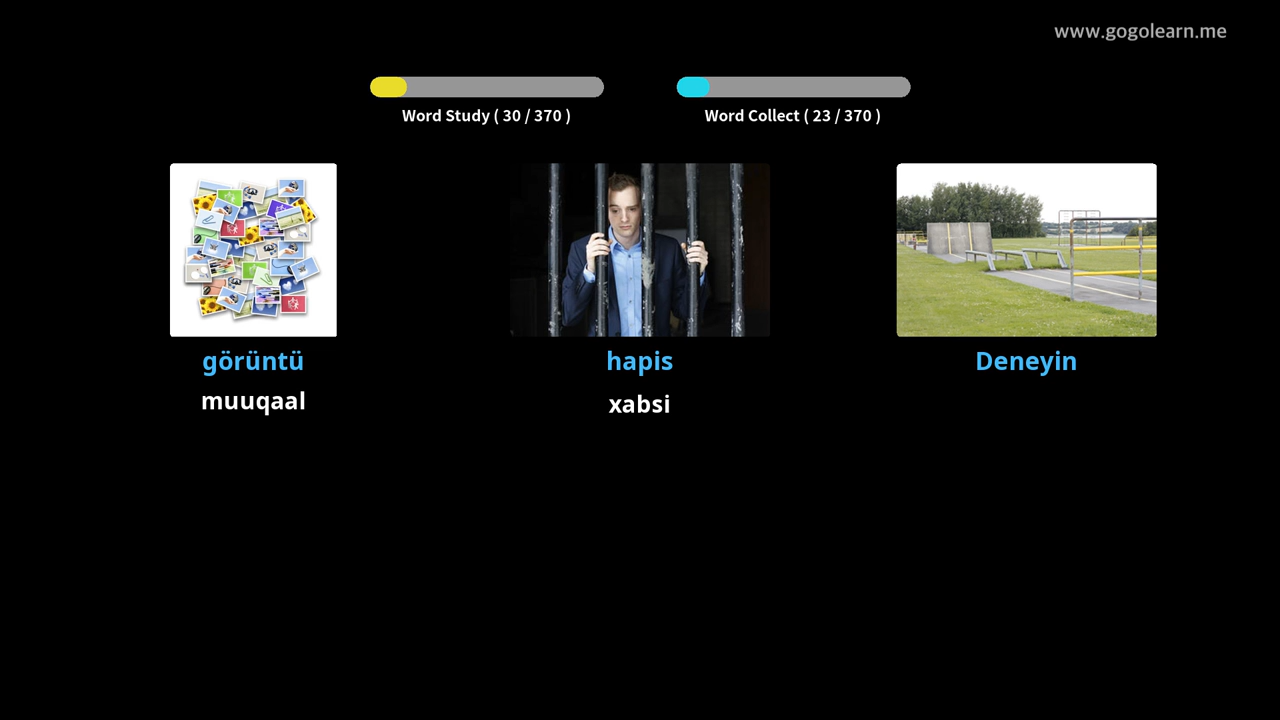 www.gogolearn.me
Word Study ( 30 / 370 )
Word Collect ( 23 / 370 )
görüntü
hapis
Deneyin
muuqaal
xabsi